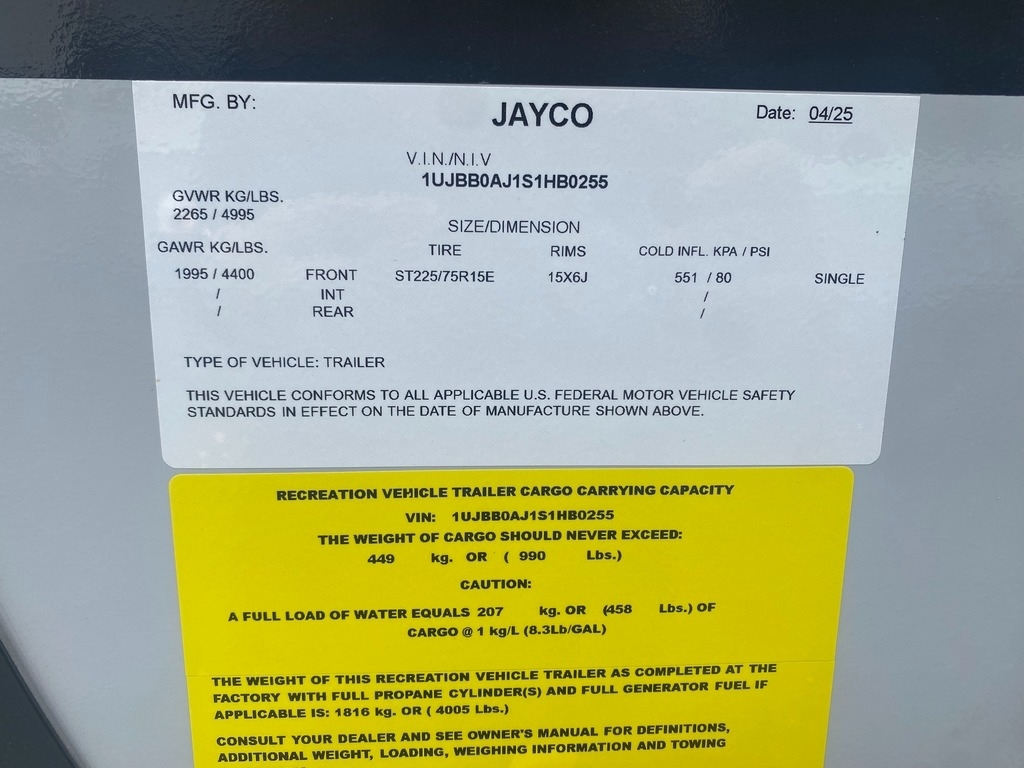 MFG. BY:
JAYCO
Date: 04/25
V.I.N./N.I.V
1UJBB0AJ1S1HB0255
GVWR KG/LBS.
2265 / 4995
SIZE/DIMENSION
GAWR KG/LBS. TIRE RIMS COLD INFL. KPA / PSI
1995 / 4400 FRONT ST225/75R15E 15X6J 551 / 80 SINGLE
/ INT /
/ REAR /
TYPE OF VEHICLE: TRAILER
THIS VEHICLE CONFORMS TO ALL APPLICABLE U.S. FEDERAL MOTOR VEHICLE SAFETY
STANDARDS IN EFFECT ON THE DATE OF MANUFACTURE SHOWN ABOVE.
RECREATION VEHICLE TRAILER CARGO CARRYING CAPACITY
VIN: 1UJBB0AJ1S1HB0255
THE WEIGHT OF CARGO SHOULD NEVER EXCEED:
449 kg. OR ( 990 Lbs.)
CAUTION:
A FULL LOAD OF WATER EQUALS 207 kg. OR (458 Lbs.) OF
CARGO @ 1 kg/L (8.3Lb/GAL)
THE WEIGHT OF THIS RECREATION VEHICLE TRAILER AS COMPLETED AT THE
FACTORY WITH FULL PROPANE CYLINDER(S) AND FULL GENERATOR FUEL IF
APPLICABLE IS: 1816 kg. OR ( 4005 Lbs.)
CONSULT YOUR DEALER AND SEE OWNER'S MANUAL FOR DEFINITIONS,
ADDITIONAL WEIGHT, LOADING, WEIGHING INFORMATION AND TOWING